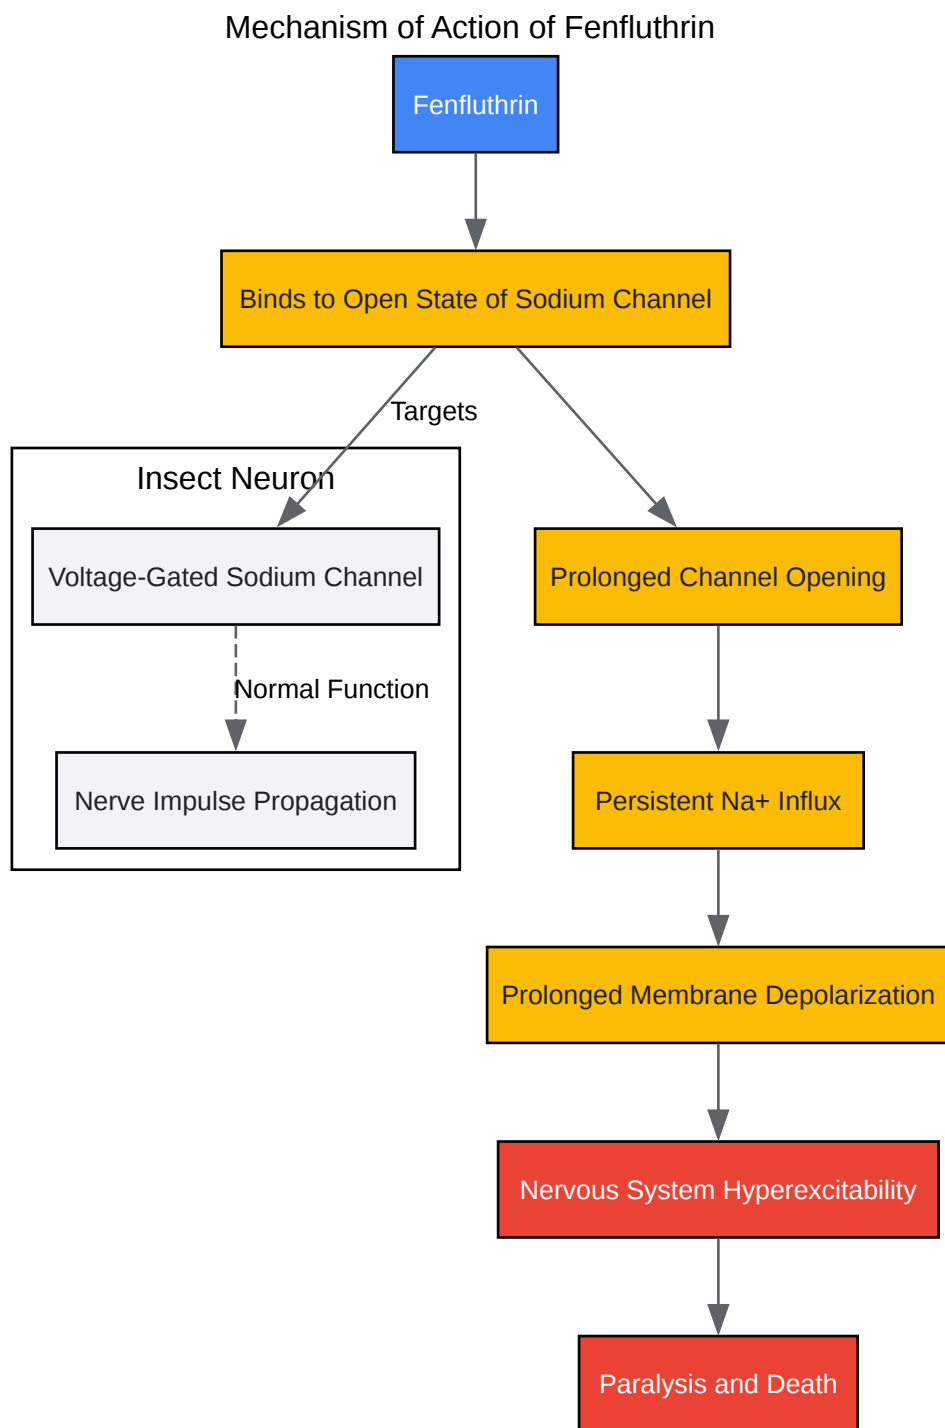 Mechanism of Action of Fenfluthrin
Fenfluthrin
Binds to Open State of Sodium Channel
Targets
Insect Neuron
Voltage-Gated Sodium Channel
Prolonged Channel Opening
Normal Function
Nerve Impulse Propagation
Persistent Na+ Influx
Prolonged Membrane Depolarization
Nervous System Hyperexcitability
Paralysis and Death